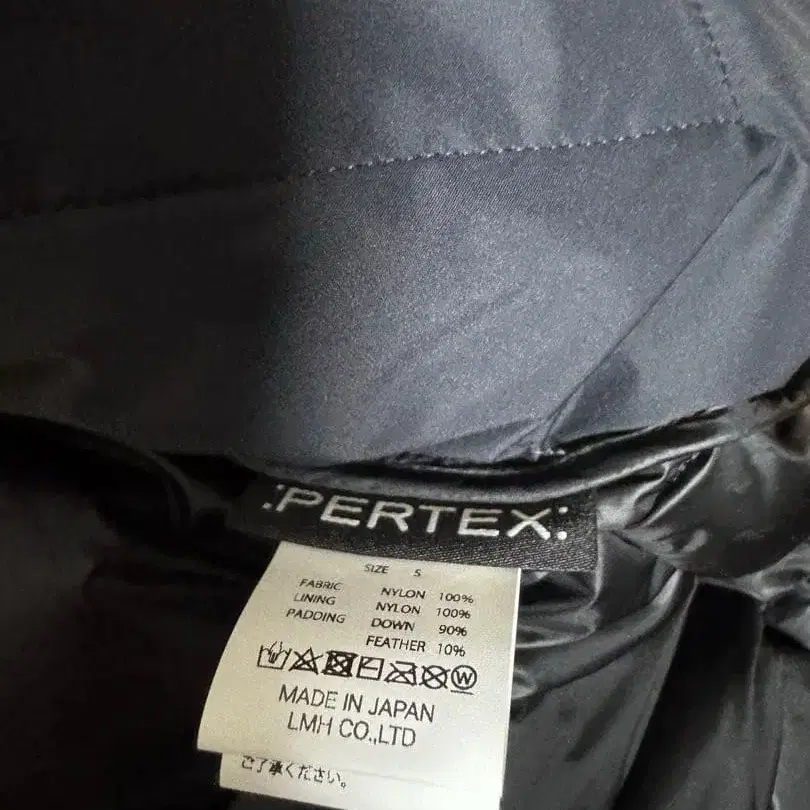 :PERTEX:
SIZE S
FABRIC NYLON 100%
LINING NYLON 100%
PADDING DOWN 90%
FEATHER 10%
W
MADE IN JAPAN
LMH CO.,LTD
ご了承ください。